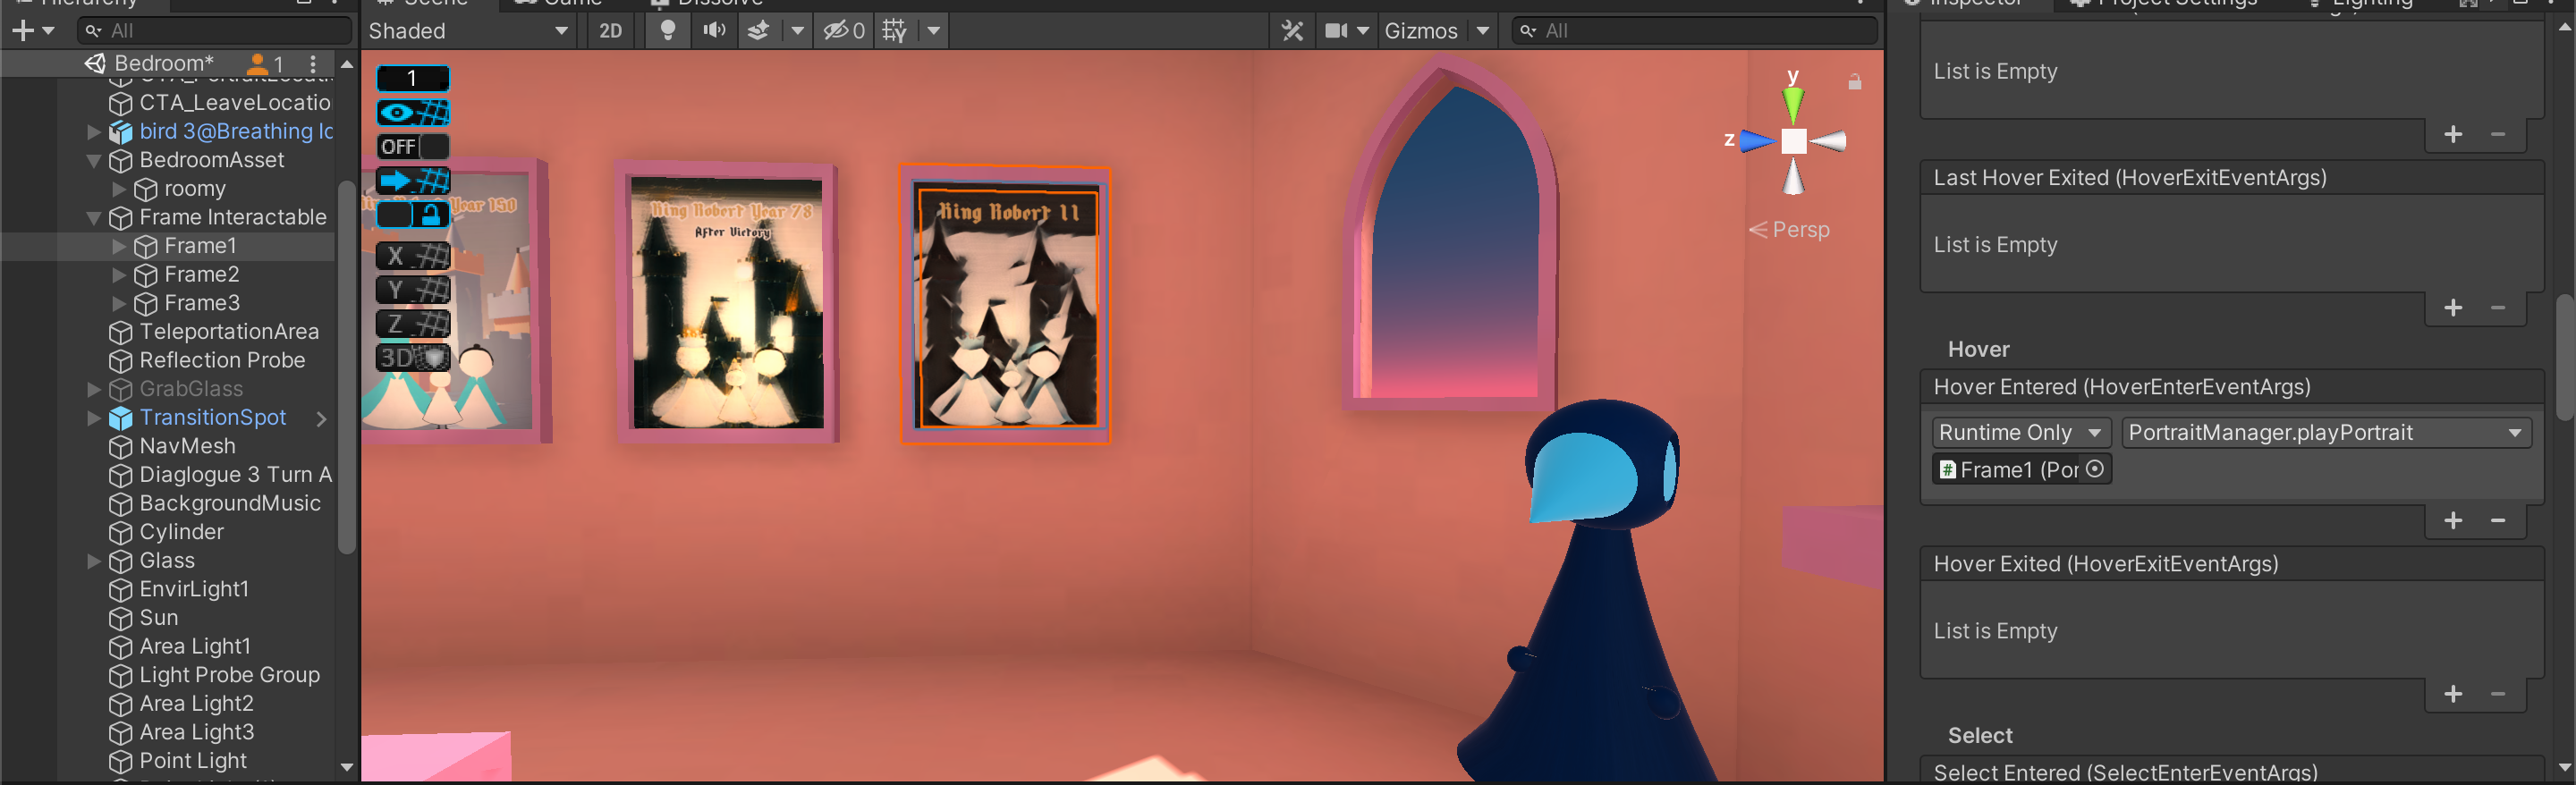 Hierarchy
Scene
Game
Dissolve
Inspector
Project Settings
Lighting
All
Shaded
2D
0
Gizmos
All
Bedroom*
1
CTA_LeaveLocatio
bird 3@Breathing Id
BedroomAsset
roomy
Frame Interactable
Frame1
Frame2
Frame3
TeleportationArea
Reflection Probe
GrabGlass
TransitionSpot
NavMesh
Diaglogue 3 Turn A
BackgroundMusic
Cylinder
Glass
EnvirLight1
Sun
Area Light1
Light Probe Group
Area Light2
Area Light3
Point Light
1
OFF
X
Y
Z
3D
Year 150
King Robert Year 78
After Victory
King Robert II
y
z
Persp
List is Empty
Last Hover Exited (HoverExitEventArgs)
List is Empty
Hover
Hover Entered (HoverEnterEventArgs)
Runtime Only
PortraitManager.playPortrait
Frame1 (Por
Hover Exited (HoverExitEventArgs)
List is Empty
Select
Select Entered (SelectEnterEventArgs)